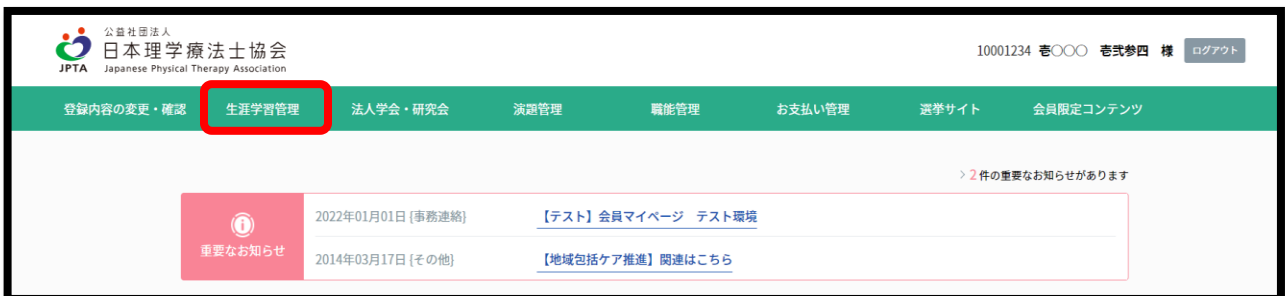 公益社団法人
日本理学療法士協会
JPTA Japanese Physical Therapy Association
10001234 壱○○○ 壱弐参四 様 ログアウト
登録内容の変更・確認 生涯学習管理 法人学会・研究会 演題管理 職能管理 お支払い管理 選挙サイト 会員限定コンテンツ
> 2 件の重要なお知らせがあります
重要なお知らせ
2022年01月01日 {事務連絡} 【テスト】会員マイページ テスト環境
2014年03月17日 {その他} 【地域包括ケア推進】関連はこちら